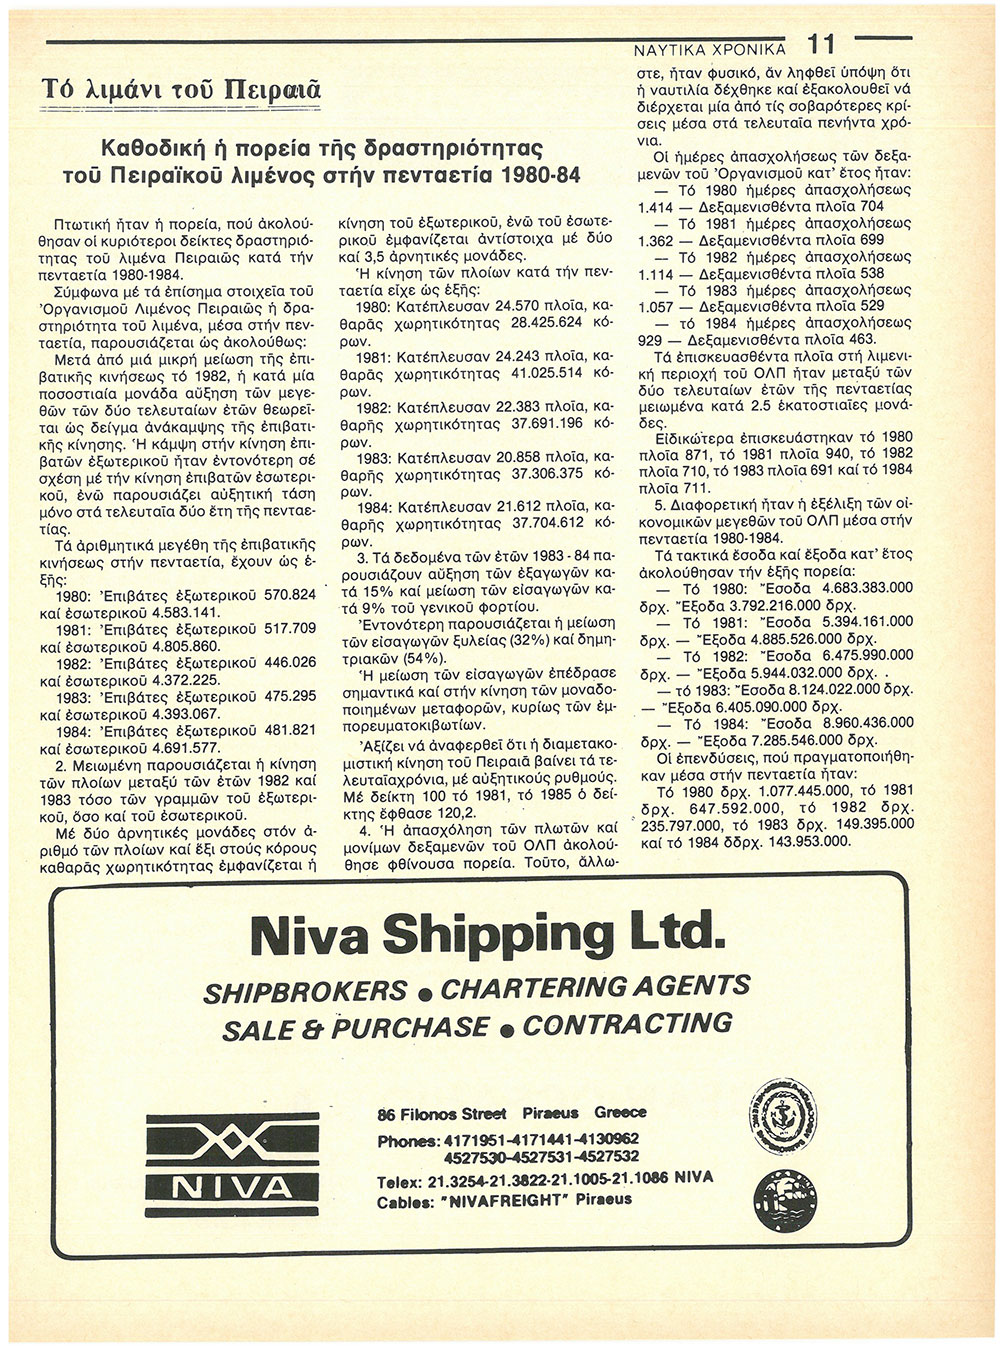 ΝΑΥΤΙΚΑ ΧΡΟΝΙΚΑ 11
Τό λιμάνι τοῦ Πειραιᾶ
Καθοδική ἡ πορεία τῆς δραστηριότητας
τοῦ Πειραϊκοῦ λιμένος στήν πενταετία 1980-84
Πτωτική ἤταν ἡ πορεία, πού ἀκολού-
θησαν οἱ κυριότεροι δείκτες δραστηριό-
τητας τοῦ λιμένα Πειραιῶς κατά τήν
πενταετία 1980-1984.
Σύμφωνα μέ τά ἐπίσημα στοιχεῖα τοῦ
Ὀργανισμοῦ Λιμένος Πειραιῶς ἡ δρα-
στηριότητα τοῦ λιμένα, μέσα στήν πεν-
ταετία, παρουσιάζεται ὡς ἀκολούθως:
Μετά ἀπό μιά μικρή μείωση τῆς ἐπι-
βατικῆς κινήσεως τό 1982, ἡ κατά μία
ποσοστιαία μονάδα αὔξηση τῶν μεγε-
θῶν τῶν δύο τελευταίων ἐτῶν θεωρεῖ-
ται ὡς δείγμα ἀνάκαμψης τῆς ἐπιβατι-
κῆς κίνησης. Ἡ κάμψη στήν κίνηση ἐπι-
βατῶν ἐξωτερικοῦ ἤταν ἐντονότερη σέ
σχέση μέ τήν κίνηση ἐπιβατῶν ἐσωτερι-
κοῦ, ἐνῶ παρουσιάζει αὐξητική τάση
μόνο στά τελευταῖα δύο ἔτη τῆς πενταε-
τίας.
Τά ἀριθμητικά μεγέθη τῆς ἐπιβατικῆς
κινήσεως στήν πενταετία, ἔχουν ὡς ἑ-
ξῆς:
1980: Ἐπιβάτες ἐξωτερικοῦ 570.824
καί ἐσωτερικοῦ 4.583.141.
1981: Ἐπιβάτες ἐξωτερικοῦ 517.709
καί ἐσωτερικοῦ 4.805.860.
1982: Ἐπιβάτες ἐξωτερικοῦ 446.026
καί ἐσωτερικοῦ 4.372.225.
1983: Ἐπιβάτες ἐξωτερικοῦ 475.295
καί ἐσωτερικοῦ 4.393.067.
1984: Ἐπιβάτες ἐξωτερικοῦ 481.821
καί ἐσωτερικοῦ 4.691.577.
2. Μειωμένη παρουσιάζεται ἡ κίνηση
τῶν πλοίων μεταξύ τῶν ἐτῶν 1982 καί
1983 τόσο τῶν γραμμῶν τοῦ ἐξωτερι-
κοῦ, ὅσο καί τοῦ ἐσωτερικοῦ.
Μέ δύο ἀρνητικές μονάδες στόν ἀ-
ριθμό τῶν πλοίων καί ἕξι στούς κόρους
καθαρᾶς χωρητικότητας ἐμφανίζεται ἡ
κίνηση τοῦ ἐξωτερικοῦ, ἐνῶ τοῦ ἐσωτε-
ρικοῦ ἐμφανίζεται ἀντίστοιχα μέ δύο
καί 3,5 ἀρνητικές μονάδες.
Ἡ κίνηση τῶν πλοίων κατά τήν πεν-
ταετία εἶχε ὡς ἑξῆς:
1980: Κατέπλευσαν 24.570 πλοῖα, κα-
θαρᾶς χωρητικότητας 28.425.624 κό-
ρων.
1981: Κατέπλευσαν 24.243 πλοῖα, κα-
θαρᾶς χωρητικότητας 41.025.514 κό-
ρων.
1982: Κατέπλευσαν 22.383 πλοῖα, κα-
θαρῆς χωρητικότητας 37.691.196 κό-
ρων.
1983: Κατέπλευσαν 20.858 πλοῖα, κα-
θαρῆς χωρητικότητας 37.306.375 κό-
ρων.
1984: Κατέπλευσαν 21.612 πλοῖα, κα-
θαρῆς χωρητικότητας 37.704.612 κό-
ρων.
3. Τά δεδομένα τῶν ἐτῶν 1983 - 84 πα-
ρουσιάζουν αὔξηση τῶν ἐξαγωγῶν κα-
τά 15% καί μείωση τῶν εἰσαγωγῶν κα-
τά 9% τοῦ γενικοῦ φορτίου.
Ἐντονότερη παρουσιάζεται ἡ μείωση
τῶν εἰσαγωγῶν ξυλείας (32%) καί δημη-
τριακῶν (54%).
Ἡ μείωση τῶν εἰσαγωγῶν ἐπέδρασε
σημαντικά καί στήν κίνηση τῶν μοναδο-
ποιημένων μεταφορῶν, κυρίως τῶν ἐμ-
πορευματοκιβωτίων.
Ἀξίζει νά ἀναφερθεῖ ὅτι ἡ διαμετακο-
μιστική κίνηση τοῦ Πειραιᾶ βαίνει τά τε-
λευταῖαχρόνια, μέ αὐξητικούς ρυθμούς.
Μέ δείκτη 100 τό 1981, τό 1985 ὁ δεί-
κτης ἔφθασε 120,2.
4. Ἡ ἀπασχόληση τῶν πλωτῶν καί
μονίμων δεξαμενῶν τοῦ ΟΛΠ ἀκολού-
θησε φθίνουσα πορεία. Τοῦτο, ἄλλω-
στε, ἤταν φυσικό, ἄν ληφθεῖ ὑπόψη ὅτι
ἡ ναυτιλία δέχθηκε καί ἐξακολουθεῖ νά
διέρχεται μία ἀπό τίς σοβαρότερες κρί-
σεις μέσα στά τελευταῖα πενήντα χρό-
νια.
Οἱ ἡμέρες ἀπασχολήσεως τῶν δεξα-
μενῶν τοῦ Ὀργανισμοῦ κατ' ἔτος ἤταν:
— Τό 1980 ἡμέρες ἀπασχολήσεως
1.414 — Δεξαμενισθέντα πλοῖα 704
— Τό 1981 ἡμέρες ἀπασχολήσεως
1.362 — Δεξαμενισθέντα πλοῖα 699
— Τό 1982 ἡμέρες ἀπασχολήσεως
1.114 — Δεξαμενισθέντα πλοῖα 538
— Τό 1983 ἡμέρες ἀπασχολήσεως
1.057 — Δεξαμενισθέντα πλοῖα 529
— τό 1984 ἡμέρες ἀπασχολήσεως
929 — Δεξαμενισθέντα πλοῖα 463.
Τά ἐπισκευασθέντα πλοῖα στή λιμενι-
κή περιοχή τοῦ ΟΛΠ ἤταν μεταξύ τῶν
δύο τελευταίων ἐτῶν τῆς πενταετίας
μειωμένα κατά 2.5 ἑκατοστιαῖες μονά-
δες.
Εἰδικώτερα ἐπισκευάστηκαν τό 1980
πλοῖα 871, τό 1981 πλοῖα 940, τό 1982
πλοῖα 710, τό 1983 πλοῖα 691 καί τό 1984
πλοῖα 711.
5. Διαφορετική ἤταν ἡ ἐξέλιξη τῶν οἰ-
κονομικῶν μεγεθῶν τοῦ ΟΛΠ μέσα στήν
πενταετία 1980-1984.
Τά τακτικά ἔσοδα καί ἔξοδα κατ' ἔτος
ἀκολούθησαν τήν ἑξῆς πορεία:
— Τό 1980: Ἔσοδα 4.683.383.000
δρχ. Ἔξοδα 3.792.216.000 δρχ.
— Τό 1981: Ἔσοδα 5.394.161.000
δρχ. — Ἔξοδα 4.885.526.000 δρχ.
— Τό 1982: Ἔσοδα 6.475.990.000
δρχ. — Ἔξοδα 5.944.032.000 δρχ.
— τό 1983: Ἔσοδα 8.124.022.000 δρχ.
— Ἔξοδα 6.405.090.000 δρχ.
— Τό 1984: Ἔσοδα 8.960.436.000
δρχ. — Ἔξοδα 7.285.546.000 δρχ.
Οἱ ἐπενδύσεις, πού πραγματοποιήθη-
καν μέσα στήν πενταετία ἤταν:
Τό 1980 δρχ. 1.077.445.000, τό 1981
δρχ. 647.592.000, τό 1982 δρχ.
235.797.000, τό 1983 δρχ. 149.395.000
καί τό 1984 δδρχ. 143.953.000.
Niva Shipping Ltd.
SHIPBROKERS ● CHARTERING AGENTS
SALE & PURCHASE ● CONTRACTING
NIVA
86 Filonos Street Piraeus Greece
Phones: 4171951-4171441-4130962
4527530-4527531-4527532
Telex: 21.3254-21.3822-21.1005-21.1086 NIVA
Cables: "NIVAFREIGHT" Piraeus